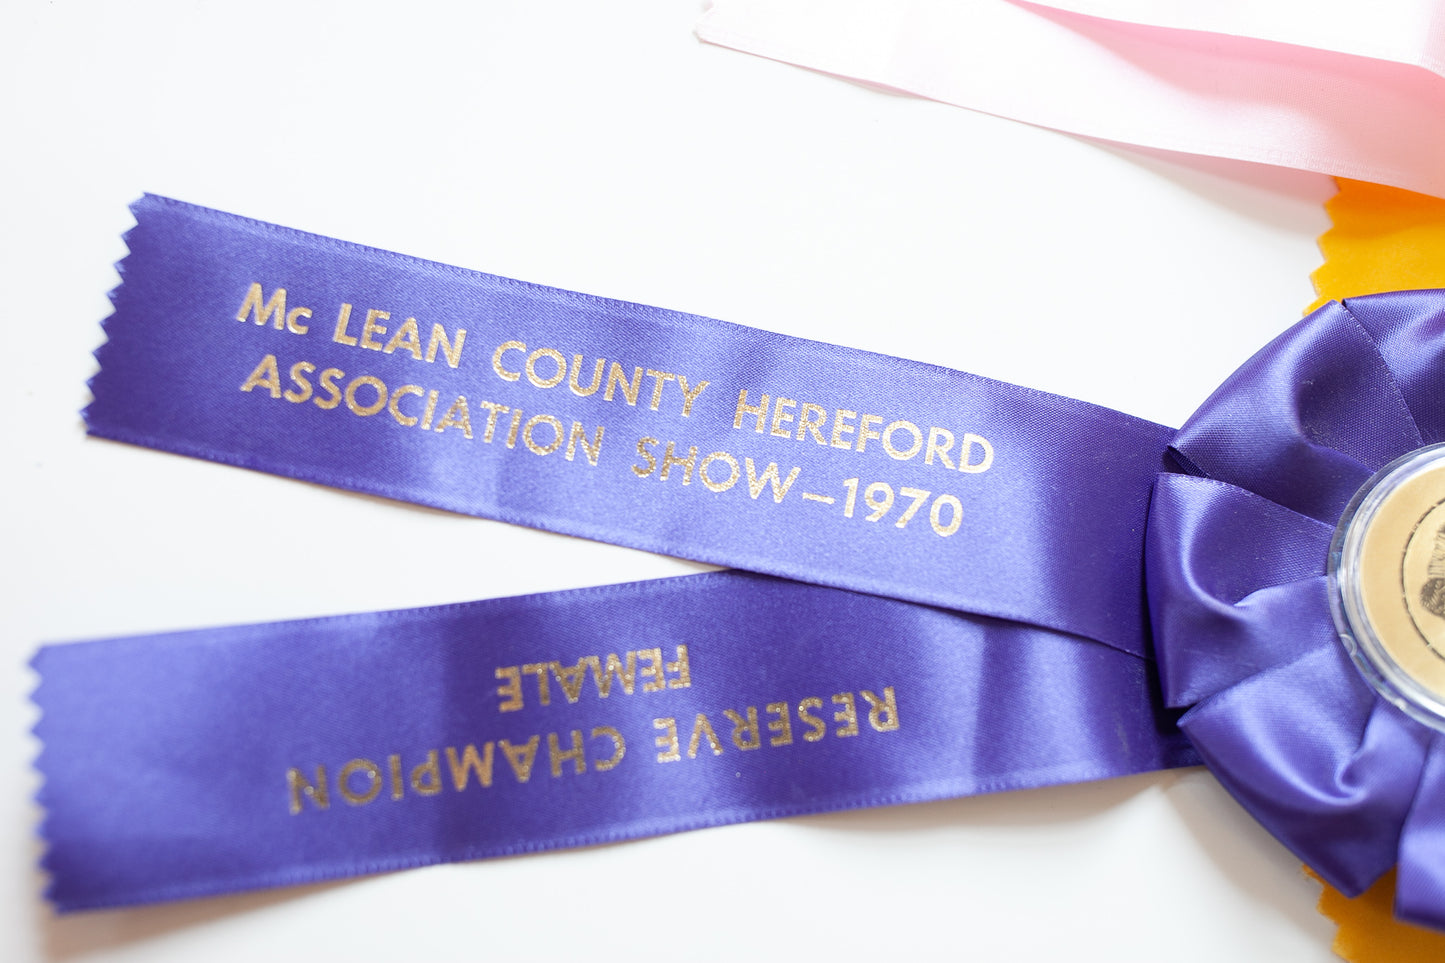 Mc LEAN COUNTY HEREFORD
ASSOCIATION SHOW–1970
RESERVE CHAMPION
FEMALE